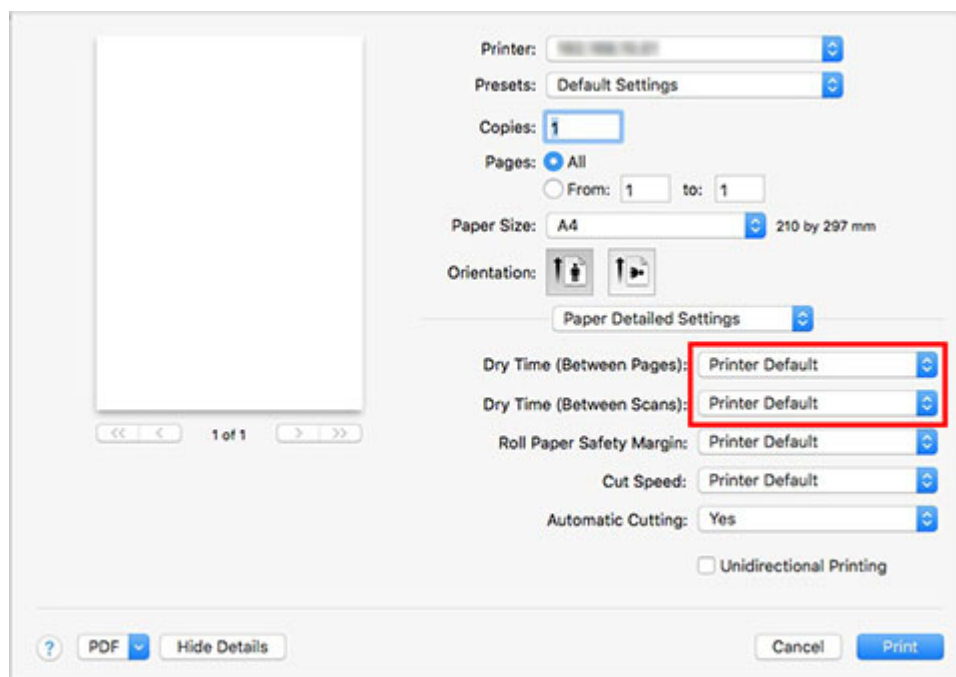 Printer:
Presets: Default Settings
Copies: 1
Pages: All
From: 1 to: 1
Paper Size: A4 210 by 297 mm
Orientation:
Paper Detailed Settings
Dry Time (Between Pages): Printer Default
Dry Time (Between Scans): Printer Default
<< < 1 of 1 > >>
Roll Paper Safety Margin: Printer Default
Cut Speed: Printer Default
Automatic Cutting: Yes
Unidirectional Printing
? PDF Hide Details Cancel Print